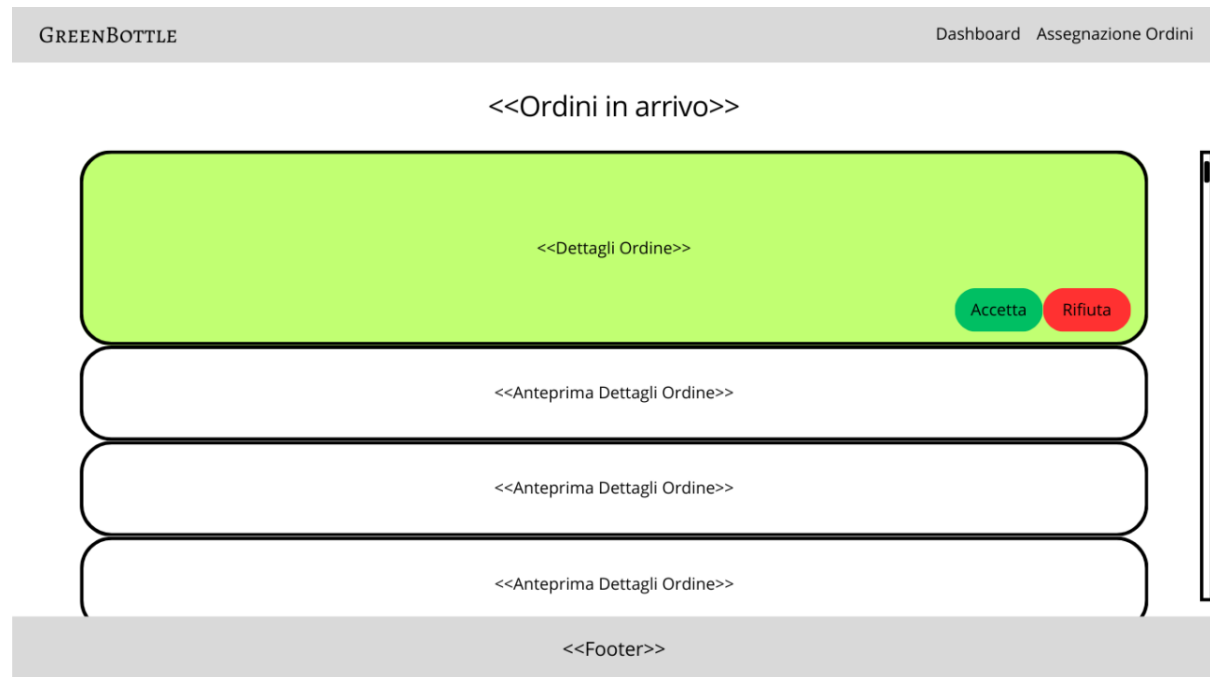 GreenBottle
Dashboard Assegnazione Ordini
<<Ordini in arrivo>>
<<Dettagli Ordine>>
Accetta Rifiuta
<<Anteprima Dettagli Ordine>>
<<Anteprima Dettagli Ordine>>
<<Anteprima Dettagli Ordine>>
<<Footer>>